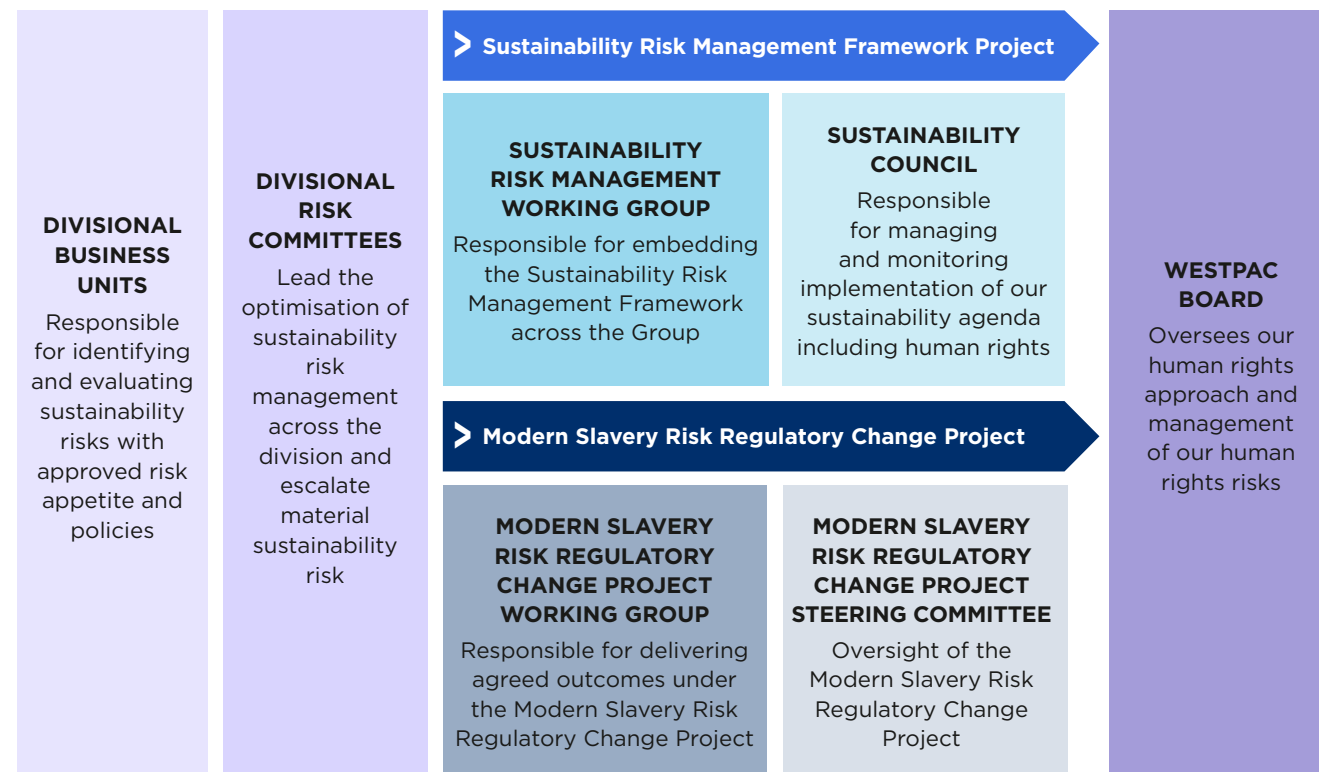 DIVISIONAL
BUSINESS
UNITS
Responsible
for identifying
and evaluating
sustainability
risks with
approved risk
appetite and
policies
DIVISIONAL
RISK
COMMITTEES
Lead the
optimisation of
sustainability
risk
management
across the
division and
escalate
material
sustainability
risk
> Sustainability Risk Management Framework Project
SUSTAINABILITY
RISK MANAGEMENT
WORKING GROUP
Responsible for embedding
the Sustainability Risk
Management Framework
across the Group
SUSTAINABILITY
COUNCIL
Responsible
for managing
and monitoring
implementation of our
sustainability agenda
including human rights
> Modern Slavery Risk Regulatory Change Project
MODERN SLAVERY
RISK REGULATORY
CHANGE PROJECT
WORKING GROUP
Responsible for delivering
agreed outcomes under
the Modern Slavery Risk
Regulatory Change Project
MODERN SLAVERY
RISK REGULATORY
CHANGE PROJECT
STEERING COMMITTEE
Oversight of the
Modern Slavery Risk
Regulatory Change
Project
WESTPAC
BOARD
Oversees our
human rights
approach and
management
of our human
rights risks